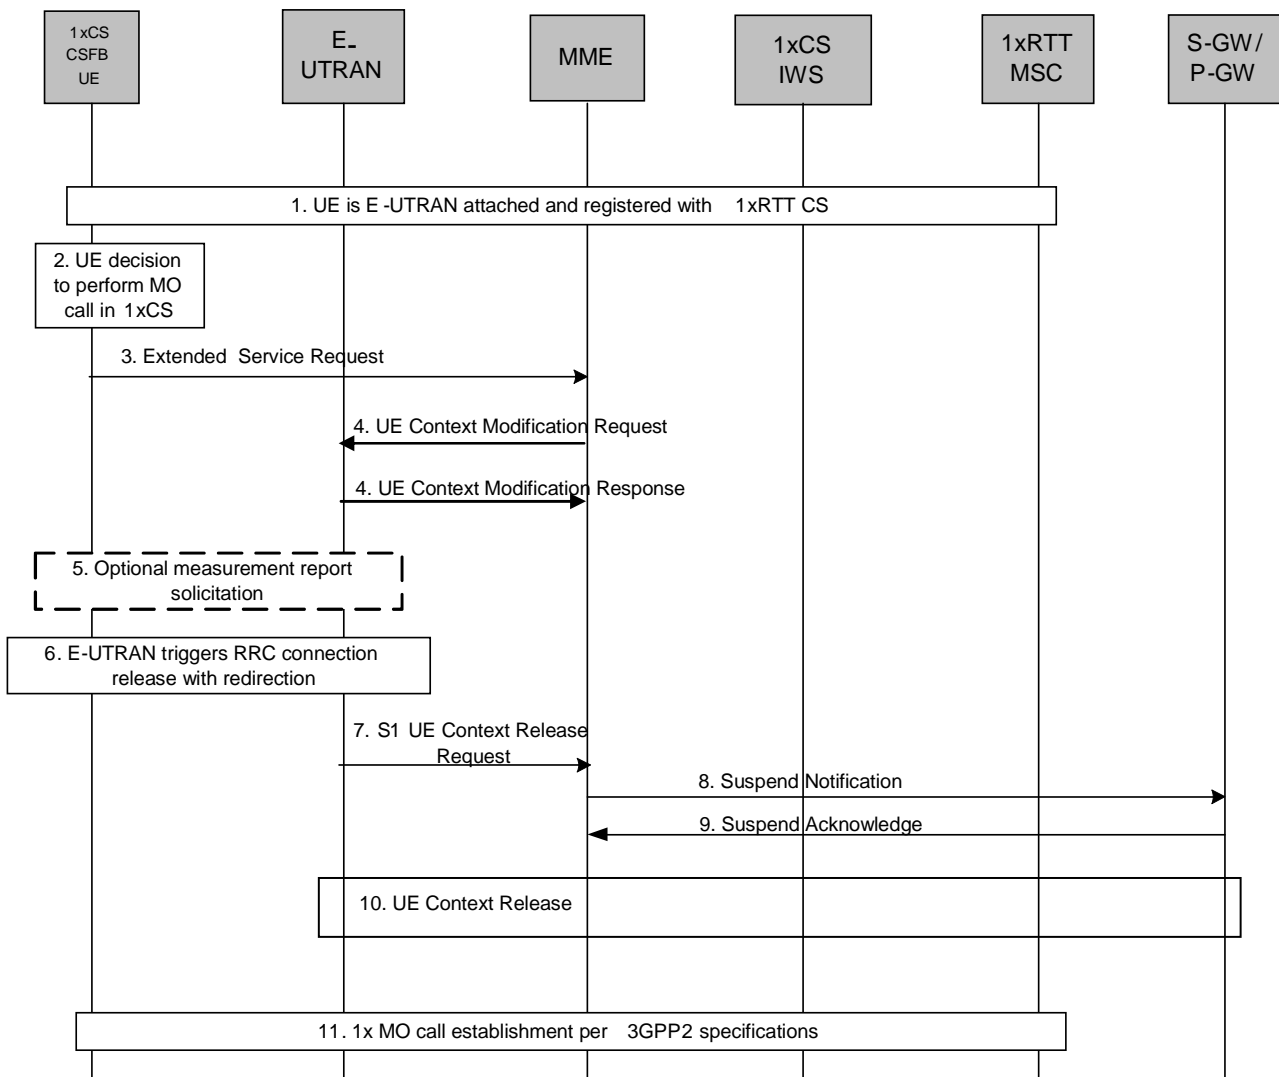 1xCS
CSFB
UE
E-
UTRAN
MME
1xCS
IWS
1xRTT
MSC
S-GW/
P-GW
1. UE is E-UTRAN attached and registered with 1xRTT CS
2. UE decision
to perform MO
call in 1xCS
3. Extended Service Request
4. UE Context Modification Request
4. UE Context Modification Response
5. Optional measurement report
solicitation
6. E-UTRAN triggers RRC connection
release with redirection
7. S1 UE Context Release
Request
8. Suspend Notification
9. Suspend Acknowledge
10. UE Context Release
11. 1x MO call establishment per 3GPP2 specifications